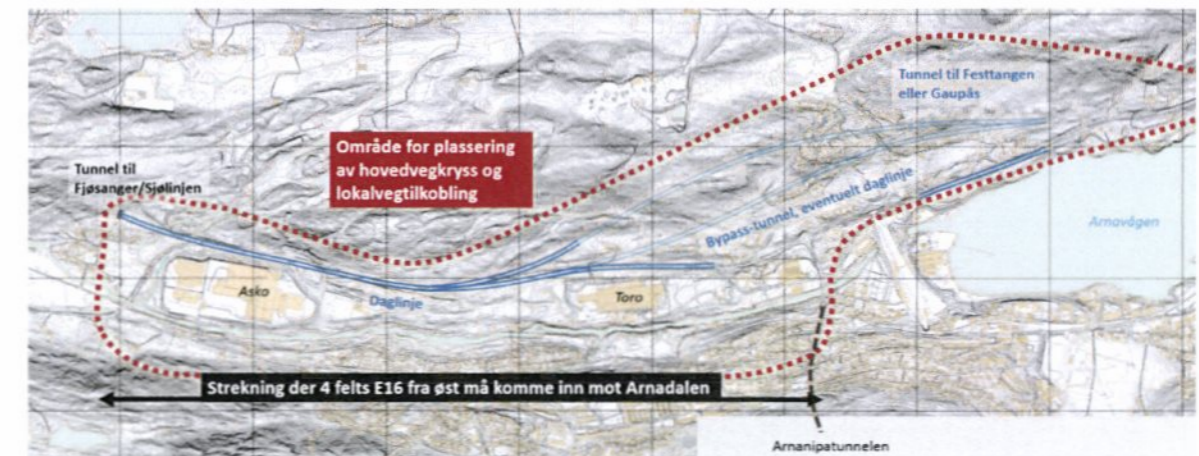 Tunnel til Festtangen
eller Gaupås
Område for plassering
av hovedvegkryss og
lokalvegtilkobling
Tunnel til
Fjøsanger/Sjølinjen
Bypass-tunnel, eventuelt daglinje
Arnavågen
Asko
Daglinje
Toro
Strekning der 4 felts E16 fra øst må komme inn mot Arnadalen
Arnanipatunnelen